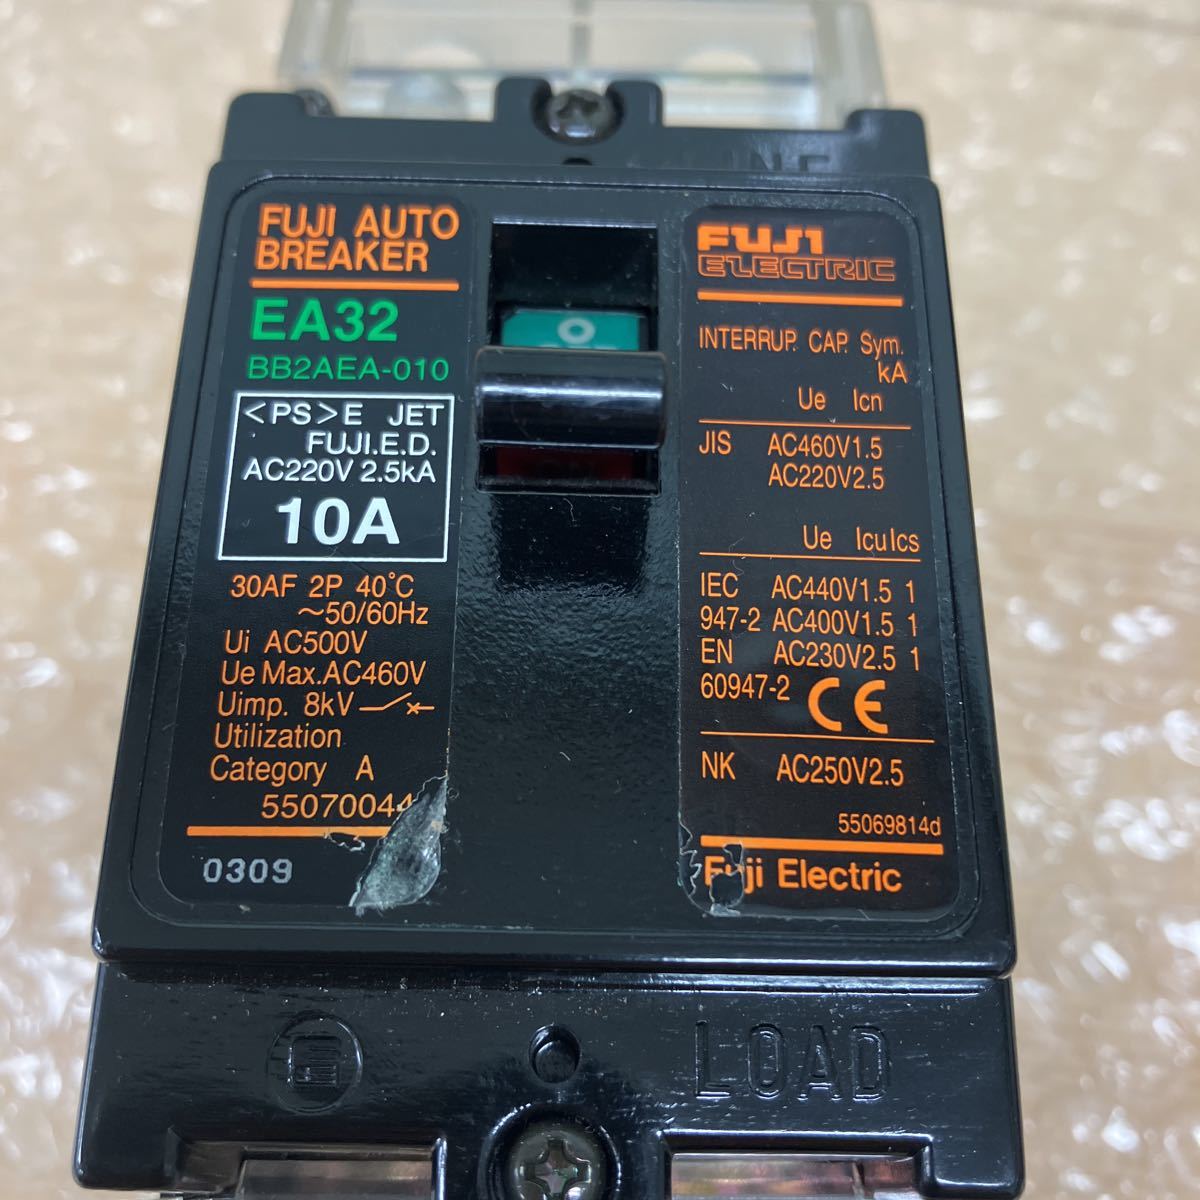 FUJI AUTO
BREAKER
EA32
BB2AEA-010
<PS>E JET
FUJI.E.D.
AC220V 2.5kA
10A
30AF 2P 40°C
~50/60Hz
Ui AC500V
Ue Max.AC460V
Uimp. 8kV
Utilization
Category A
55070044
0309
FUJI
ELECTRIC
INTERRUP. CAP. Sym.
kA
Ue Icn
JIS AC460V1.5
AC220V2.5
Ue IcuIcs
IEC AC440V1.5 1
947-2 AC400V1.5 1
EN AC230V2.5 1
60947-2 CE
NK AC250V2.5
55069814d
Fuji Electric
LOAD